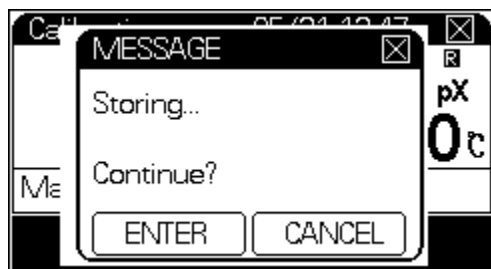 MESSAGE
R
pX
Storing...
0 ℃
Continue?
ENTER CANCEL